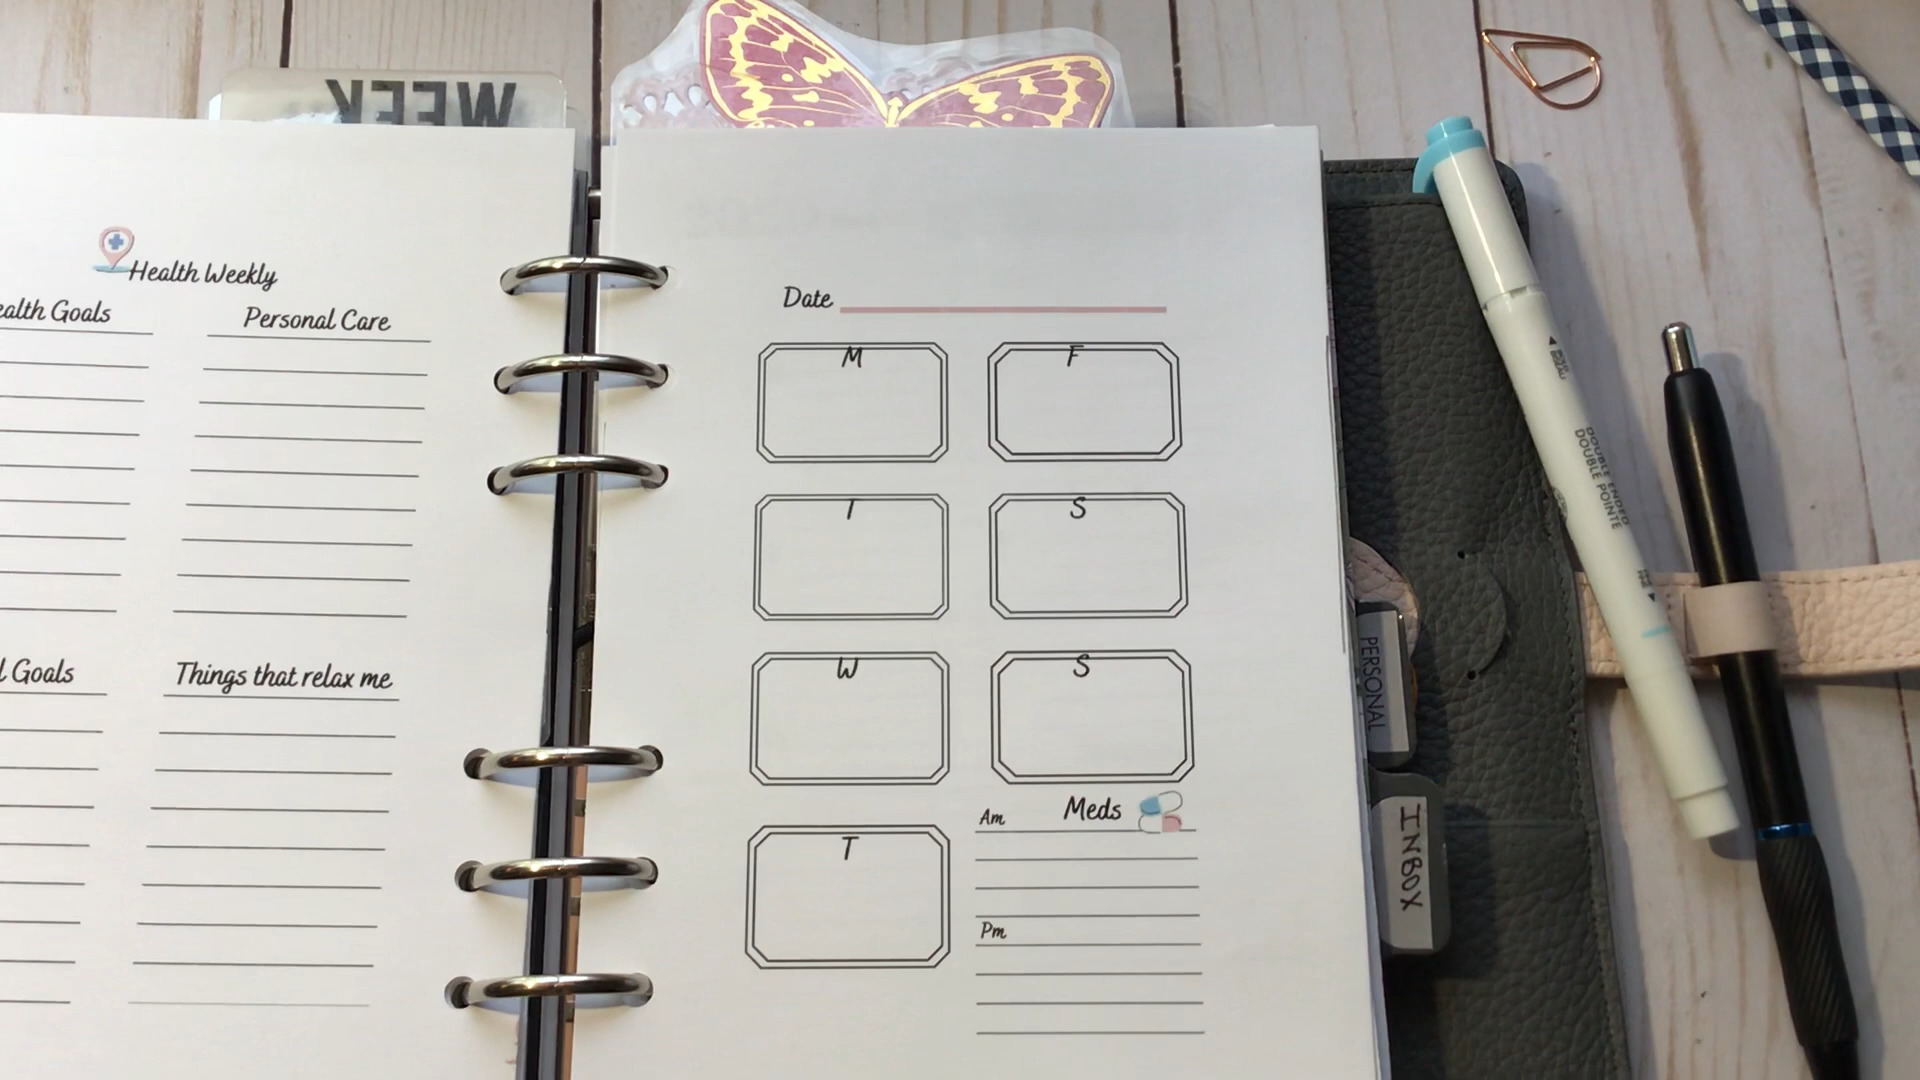 WEEK
Health Weekly
ealth Goals
Personal Care
l Goals
Things that relax me
Date
M
F
T
S
W
S
T
Am
Meds
Pm
PERSONAL
INBOX
DOUBLE ENDED
DOUBLE POINTE